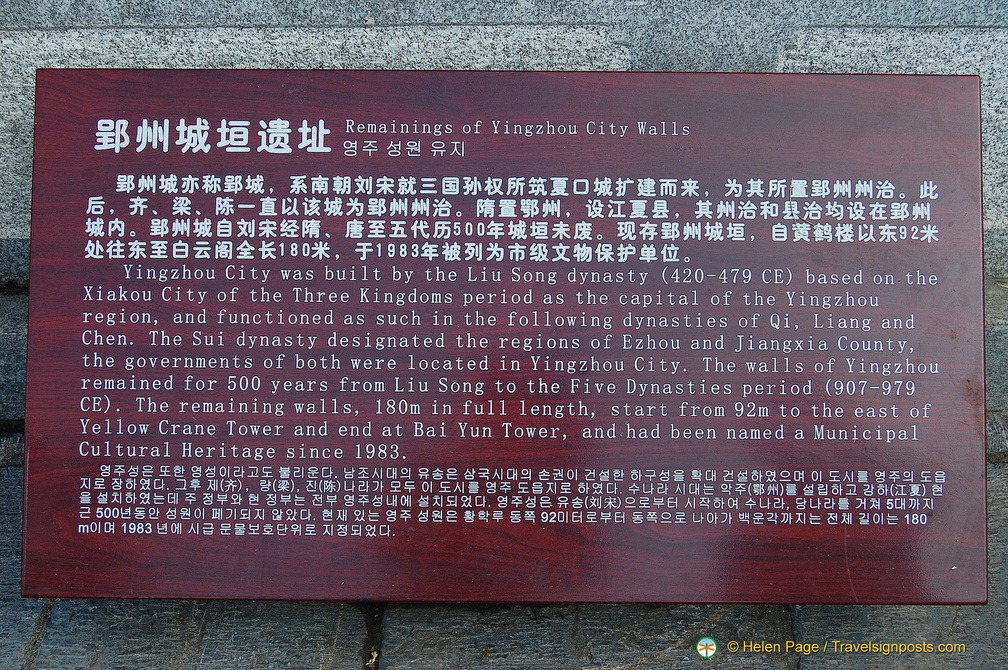 郢州城垣遗址
Remainings of Yingzhou City Walls
영주 성원 유지
郢州城亦称郢城，系南朝刘宋就三国孙权所筑夏口城扩建而来，为其所置郢州州治。此
后，齐、梁、陈一直以该城为郢州州治。隋置鄂州，设江夏县，其州治和县治均设在郢州
城内。郢州城自刘宋经隋、唐至五代历500年城垣未废。现存郢州城垣，自黄鹤楼以东92米
处往东至白云阁全长180米，于1983年被列为市级文物保护单位。
Yingzhou City was built by the Liu Song dynasty (420-479 CE) based on the
Xiakou City of the Three Kingdoms period as the capital of the Yingzhou
region, and functioned as such in the following dynasties of Qi, Liang and
Chen. The Sui dynasty designated the regions of Ezhou and Jiangxia County,
the governments of both were located in Yingzhou City. The walls of Yingzhou
remained for 500 years from Liu Song to the Five Dynasties period (907-979
CE). The remaining walls, 180m in full length, start from 92m to the east of
Yellow Crane Tower and end at Bai Yun Tower, and had been named a Municipal
Cultural Heritage since 1983.
영주성은 또한 영성이라고도 불리운다. 남조시대의 유송은 삼국시대의 손권이 건설한 하구성을 확대 건설하였으며 이 도시를 영주의 도읍
지로 장하였다. 그후 제(齐), 량(梁), 진(陈)나라가 모두 이 도시를 영주 도읍지로 하였다. 수나라 시대는 악주(鄂州)를 설립하고 강하(江夏) 현
을 설치하였는데 주 정부와 현 정부는 전부 영주성내에 설치되었다. 영주성은 유송(刘宋)으로부터 시작하여 수나라, 당나라를 거쳐 5대까지
근 500년동안 성원이 폐기되지 않았다. 현재 있는 영주 성원은 황학루 동쪽 92미터로부터 동쪽으로 나아가 백운각까지는 전체 길이는 180
m이며 1983 년에 시급 문물보호단위로 지정되었다.
© Helen Page / Travelsignposts.com